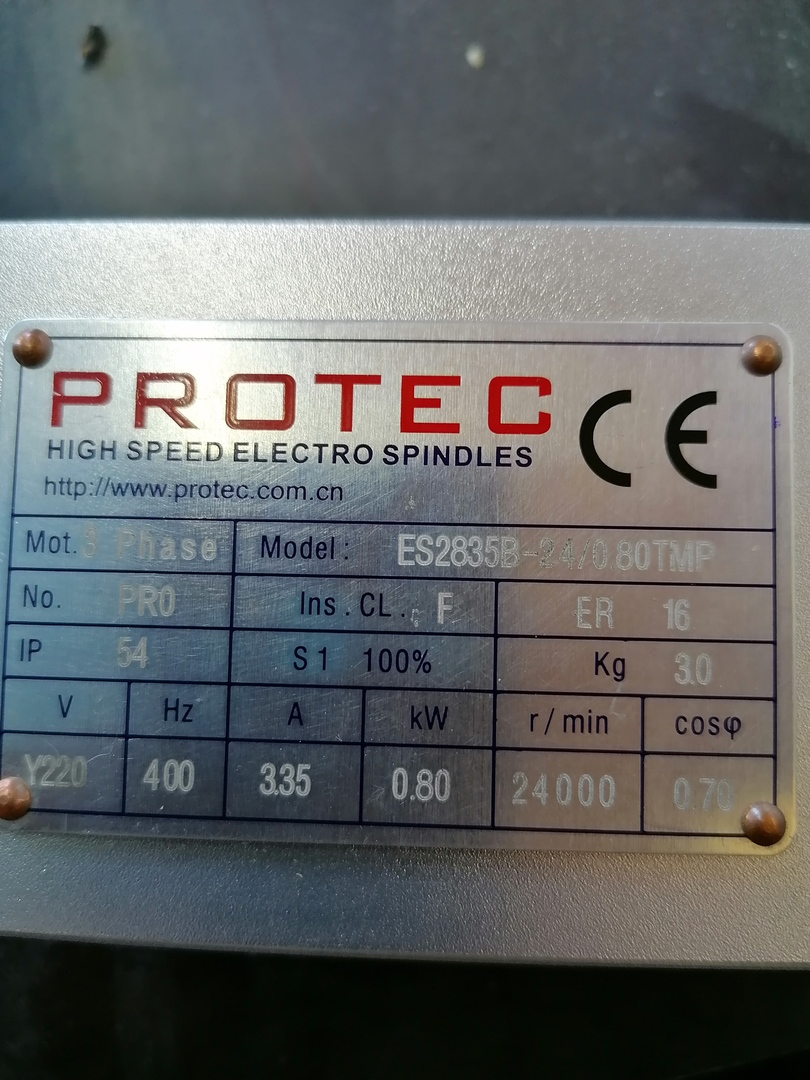 PROTEC CE
HIGH SPEED ELECTRO SPINDLES
http://www.protec.com.cn
Mot. 3 Phase Model: ES2835B-24/0.80TMP
No. PRO Ins. CL. F ER 16
IP 54 S1 100% Kg 3.0
V Hz A kW r/min cosφ
Y220 400 3.35 0.80 24000 0.70